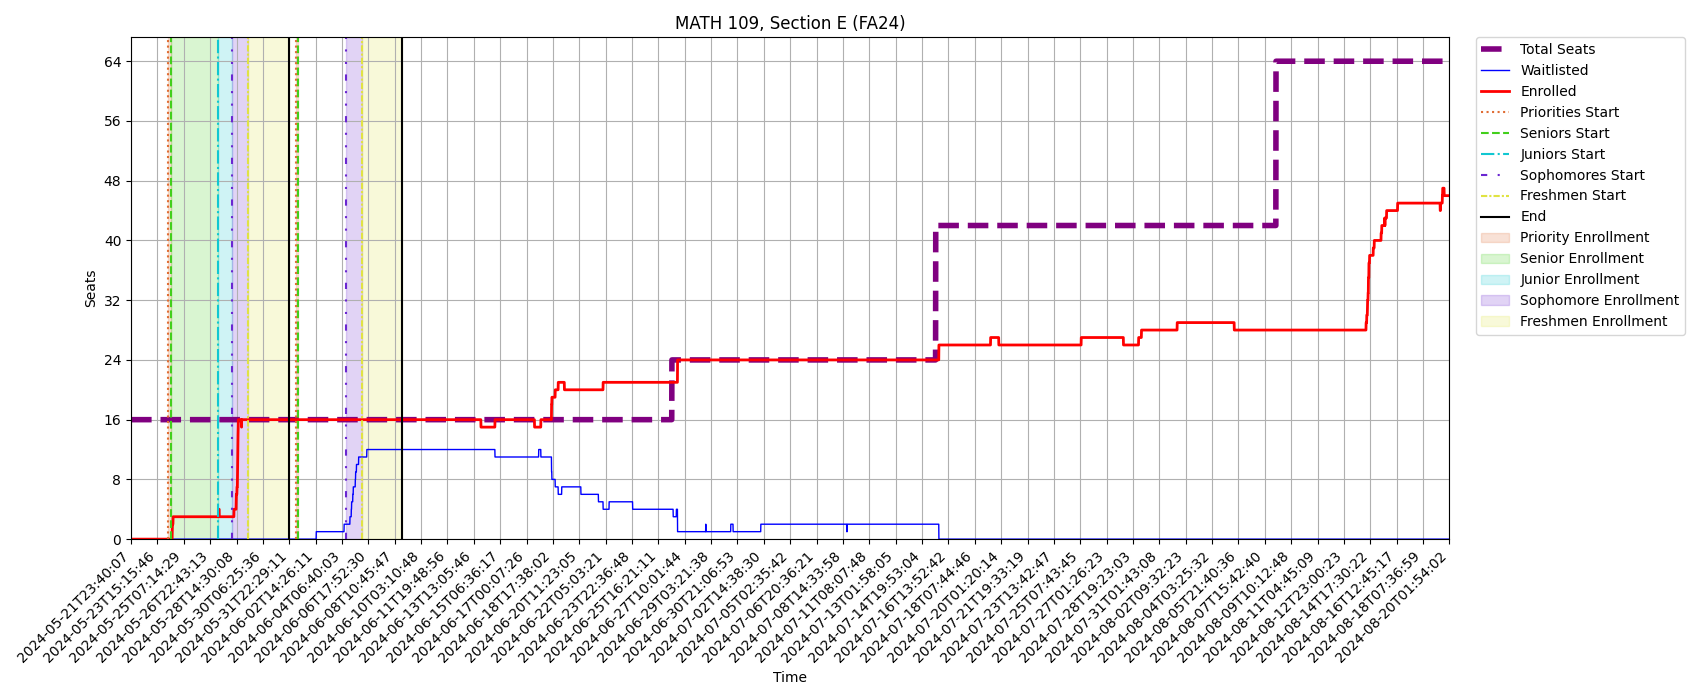 MATH 109, Section E (FA24)
Total Seats
Waitlisted
Enrolled
Priorities Start
Seniors Start
Juniors Start
Sophomores Start
Freshmen Start
End
Priority Enrollment
Senior Enrollment
Junior Enrollment
Sophomore Enrollment
Freshmen Enrollment
Seats
64
56
48
40
32
24
16
8
0
2024-05-21T23:40:07
2024-05-23T15:15:46
2024-05-25T07:14:29
2024-05-26T22:43:13
2024-05-28T14:30:08
2024-05-30T06:25:36
2024-05-31T22:29:11
2024-06-02T14:26:11
2024-06-04T06:40:03
2024-06-06T17:52:30
2024-06-08T10:45:47
2024-06-10T03:10:48
2024-06-11T19:48:56
2024-06-13T13:05:46
2024-06-15T06:36:17
2024-06-17T00:07:26
2024-06-18T17:38:02
2024-06-20T11:23:05
2024-06-22T05:03:21
2024-06-23T22:36:48
2024-06-25T16:21:11
2024-06-27T10:01:44
2024-06-29T03:21:38
2024-06-30T21:06:53
2024-07-02T14:38:30
2024-07-05T02:35:42
2024-07-06T20:36:21
2024-07-08T14:33:58
2024-07-11T08:07:48
2024-07-13T01:58:05
2024-07-14T19:53:04
2024-07-16T13:52:42
2024-07-18T07:44:46
2024-07-20T01:20:14
2024-07-21T19:33:19
2024-07-23T13:42:47
2024-07-25T07:43:45
2024-07-27T01:26:23
2024-07-28T19:23:03
2024-07-31T01:43:08
2024-08-02T09:32:23
2024-08-04T03:25:32
2024-08-05T21:40:36
2024-08-07T15:42:40
2024-08-09T10:12:48
2024-08-11T04:45:09
2024-08-12T23:00:23
2024-08-14T17:30:22
2024-08-16T12:45:17
2024-08-18T07:36:59
2024-08-20T01:54:02
Time